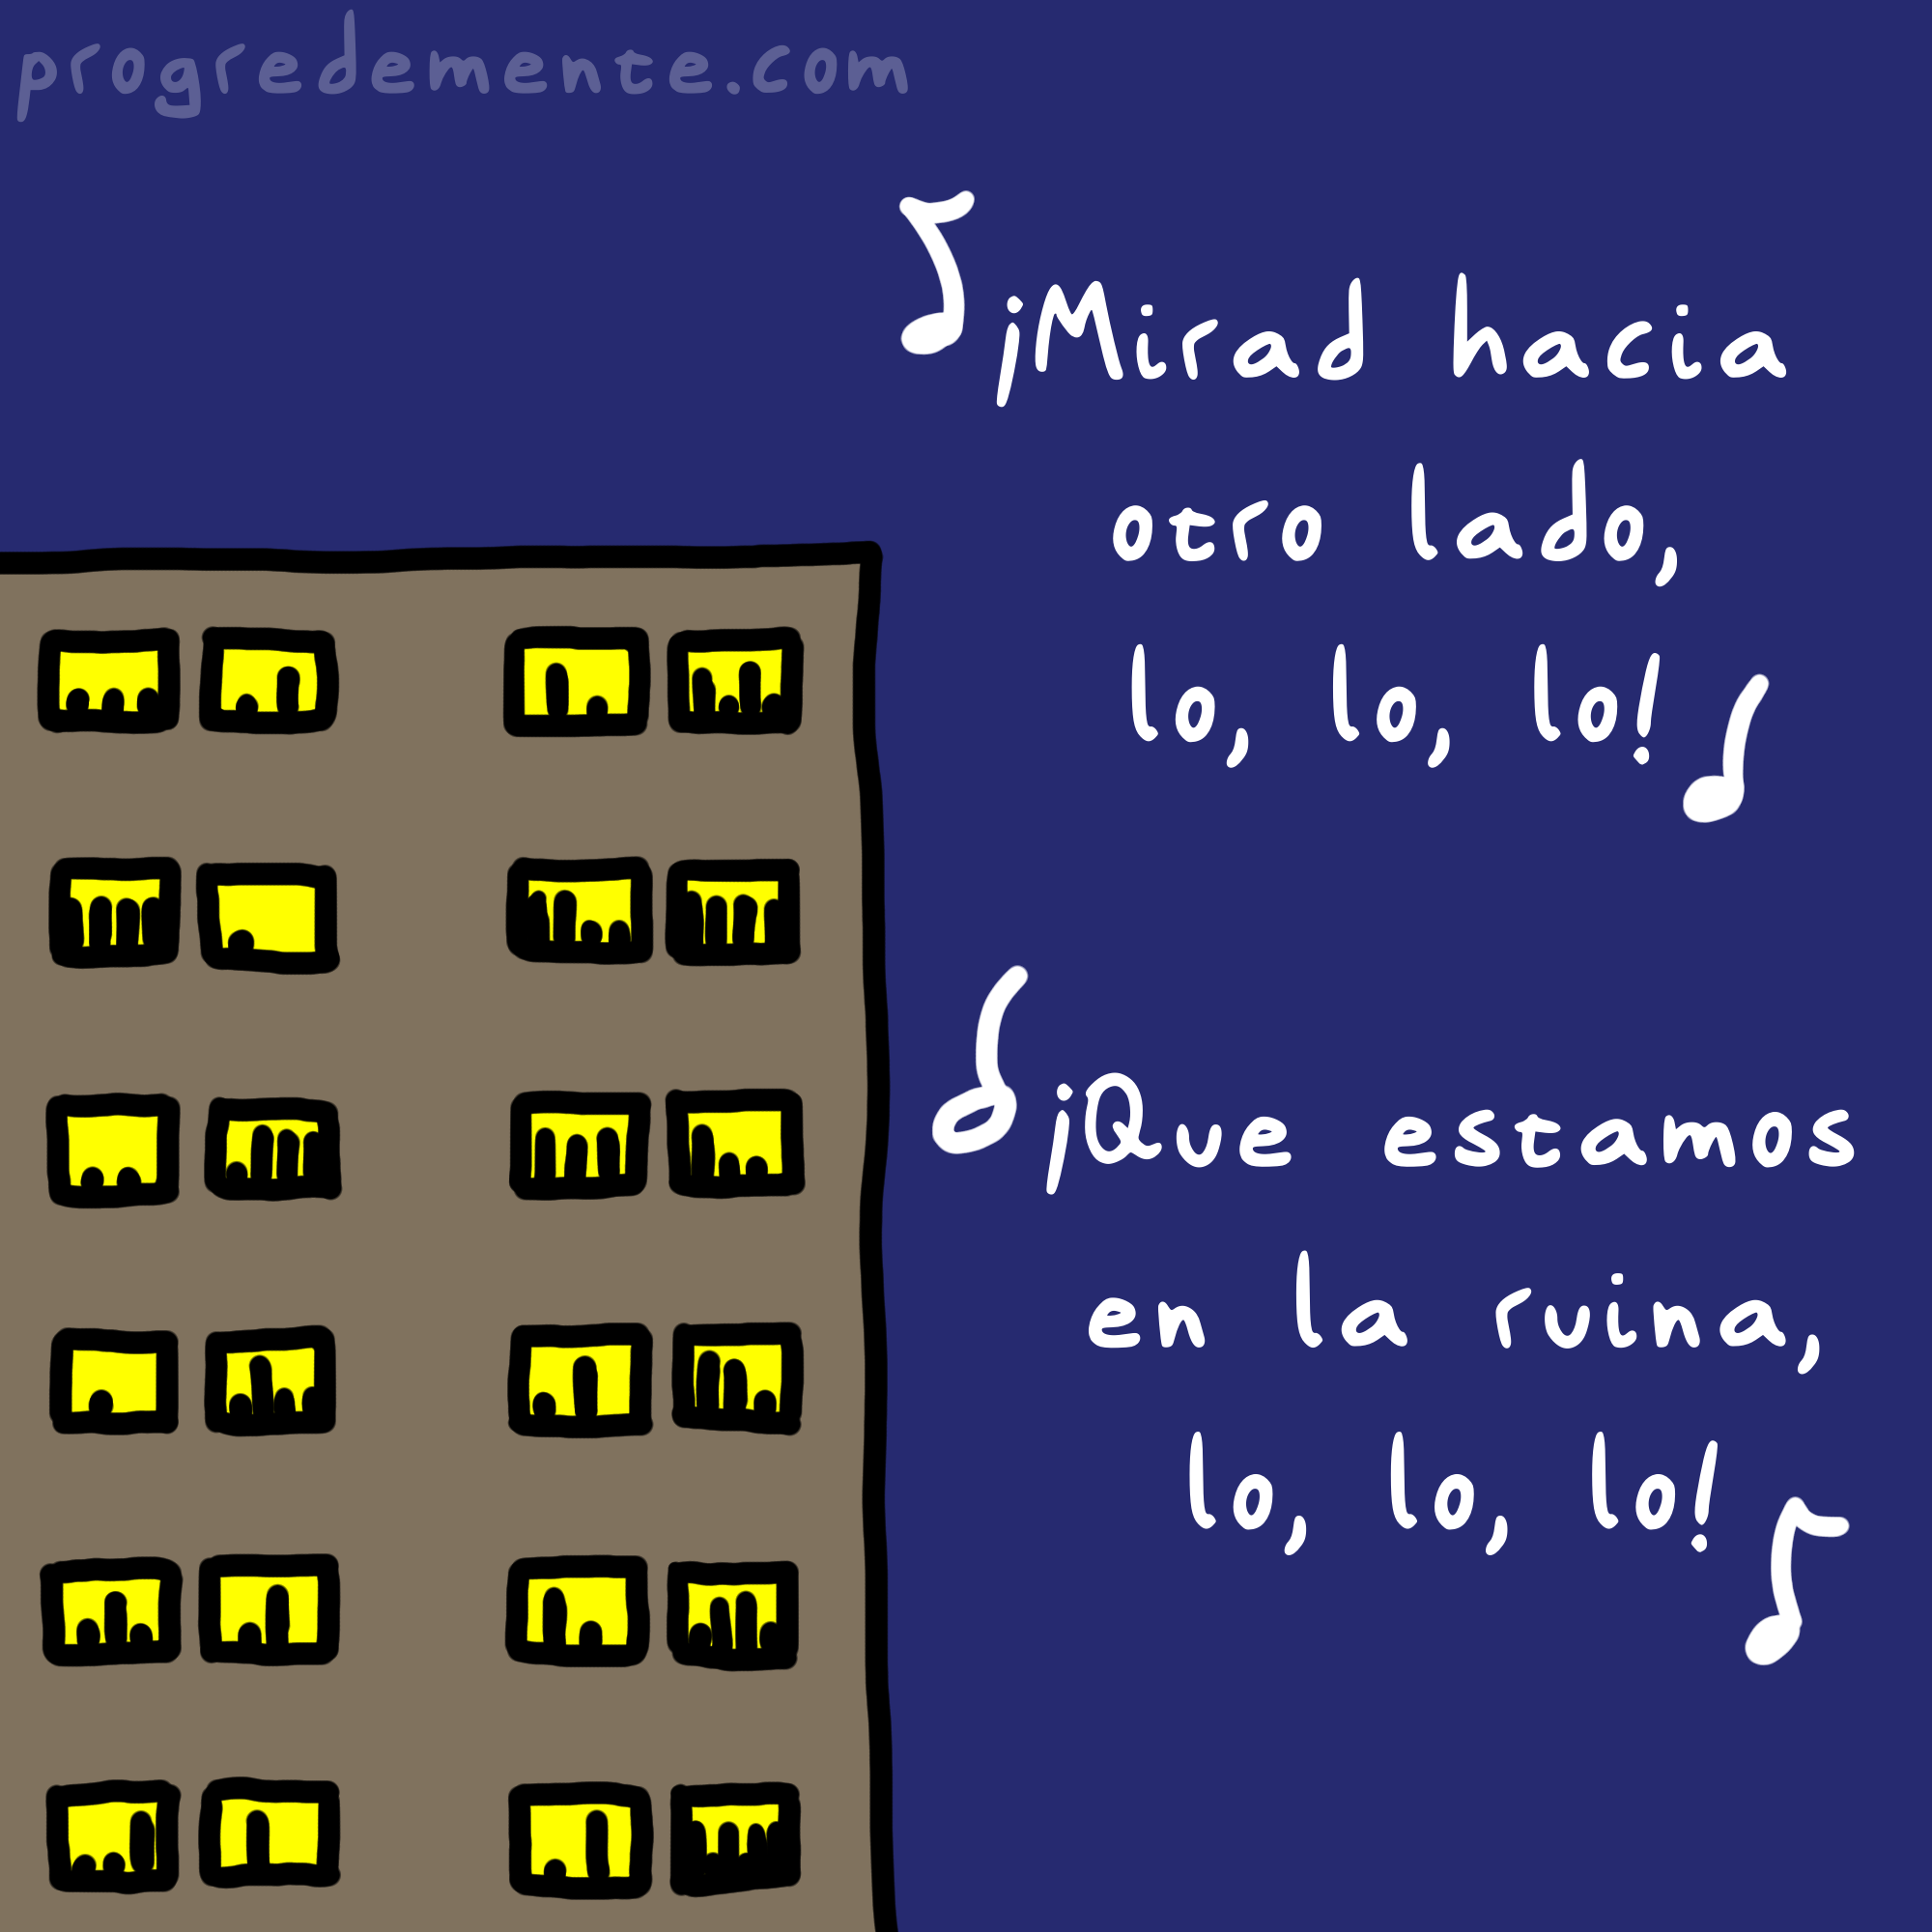 progredemente.com
¡Mirad hacia
otro lado,
lo, lo, lo!
¡Que estamos
en la ruina,
lo, lo, lo!